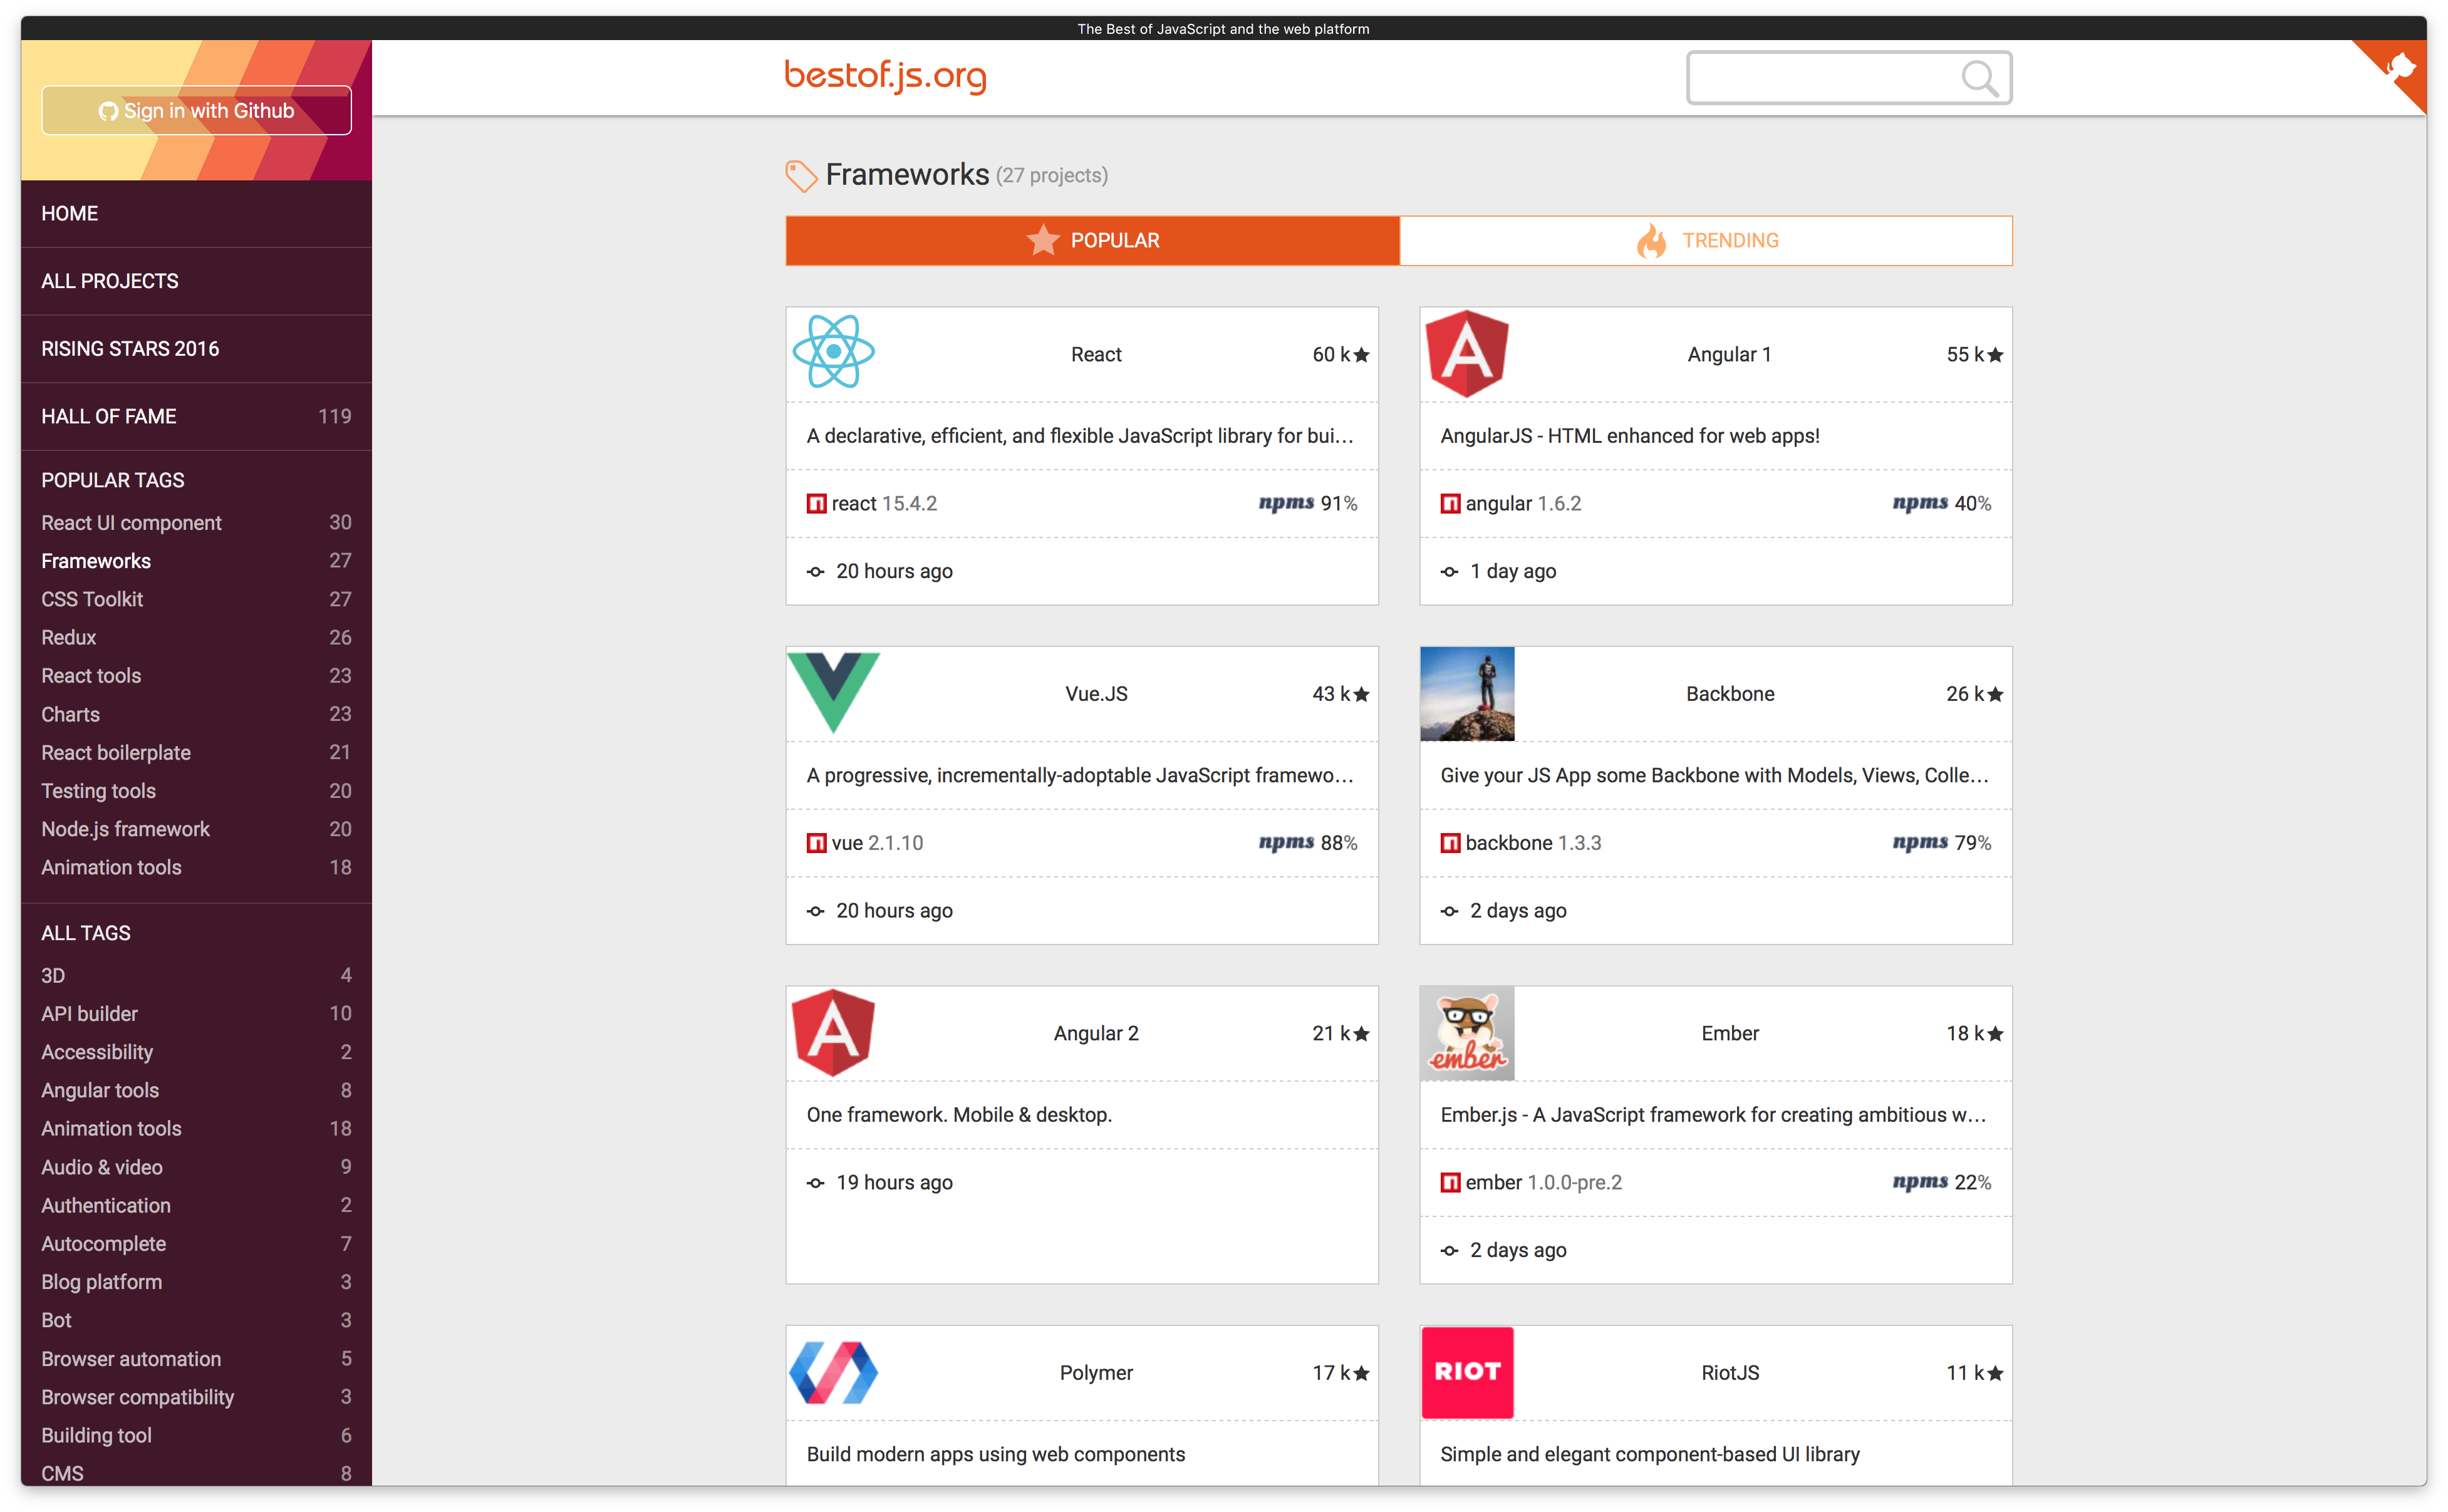 The Best of JavaScript and the web platform
Sign in with Github
HOME
ALL PROJECTS
RISING STARS 2016
HALL OF FAME 119
POPULAR TAGS
React UI component 30
Frameworks 27
CSS Toolkit 27
Redux 26
React tools 23
Charts 23
React boilerplate 21
Testing tools 20
Node.js framework 20
Animation tools 18
ALL TAGS
3D 4
API builder 10
Accessibility 2
Angular tools 8
Animation tools 18
Audio & video 9
Authentication 2
Autocomplete 7
Blog platform 3
Bot 3
Browser automation 5
Browser compatibility 3
Building tool 6
CMS 8
bestof.js.org
Frameworks (27 projects)
POPULAR
TRENDING
React 60 k★
A declarative, efficient, and flexible JavaScript library for bui…
react 15.4.2 npms 91%
20 hours ago
Angular 1 55 k★
AngularJS - HTML enhanced for web apps!
angular 1.6.2 npms 40%
1 day ago
Vue.JS 43 k★
A progressive, incrementally-adoptable JavaScript framewo…
vue 2.1.10 npms 88%
20 hours ago
Backbone 26 k★
Give your JS App some Backbone with Models, Views, Colle…
backbone 1.3.3 npms 79%
2 days ago
Angular 2 21 k★
One framework. Mobile & desktop.
19 hours ago
ember
Ember 18 k★
Ember.js - A JavaScript framework for creating ambitious w…
ember 1.0.0-pre.2 npms 22%
2 days ago
Polymer 17 k★
Build modern apps using web components
RIOT
RiotJS 11 k★
Simple and elegant component-based UI library